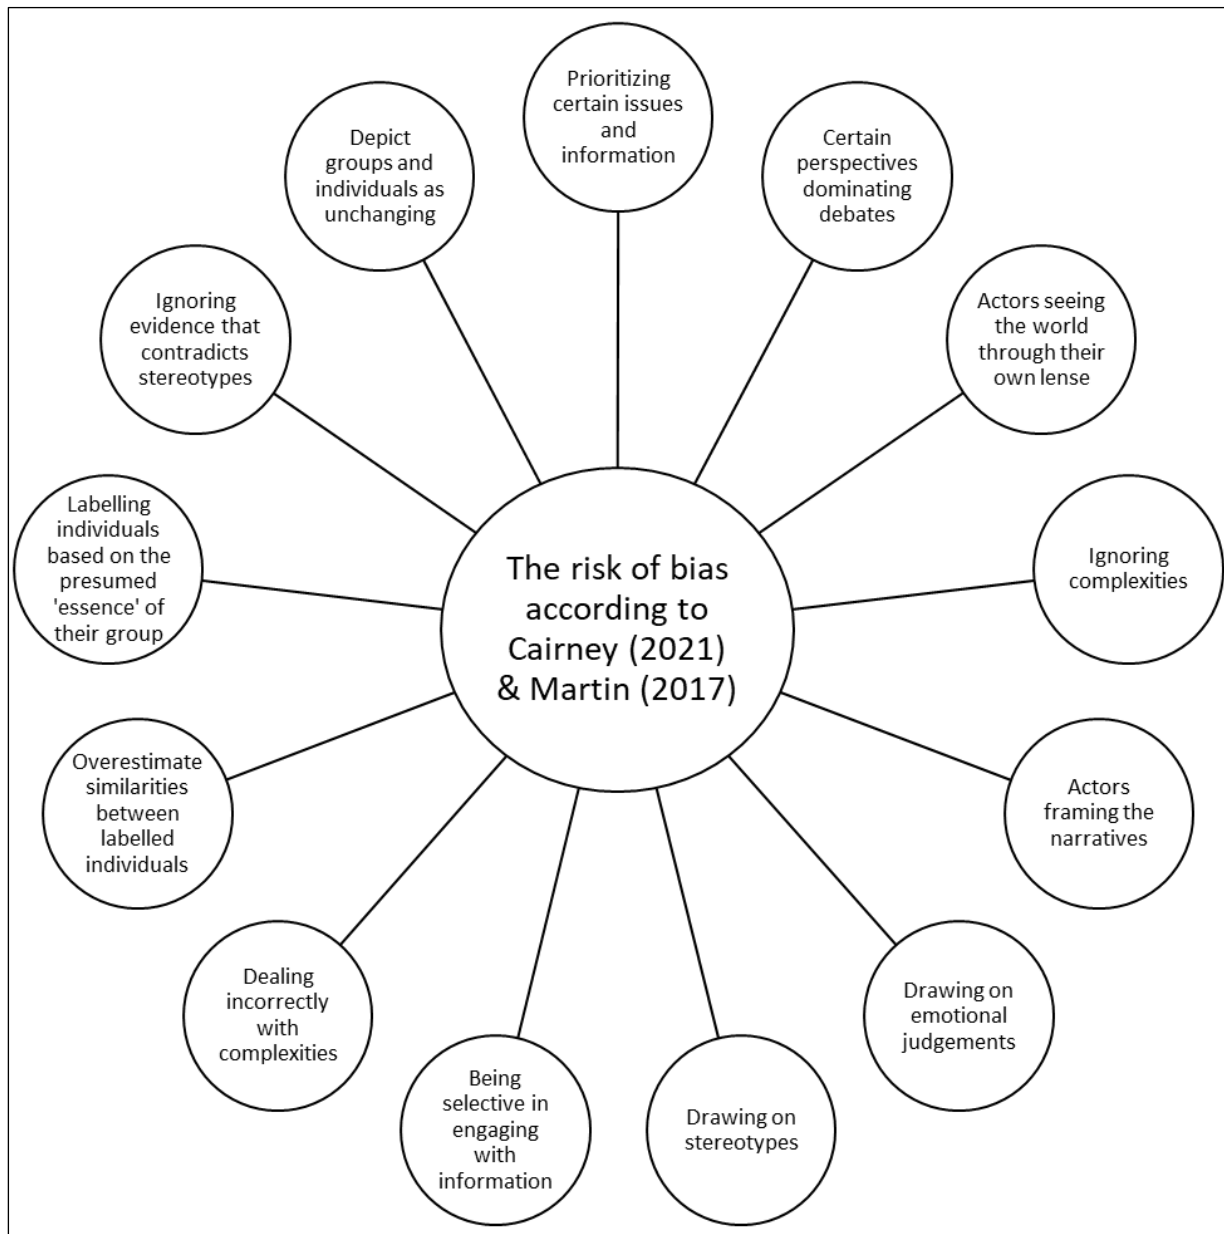 The risk of bias
according to
Cairney (2021)
& Martin (2017)
Prioritizing
certain issues
and
information
Certain
perspectives
dominating
debates
Actors seeing
the world
through their
own lense
Ignoring
complexities
Actors
framing the
narratives
Drawing on
emotional
judgements
Drawing on
stereotypes
Being
selective in
engaging
with
information
Dealing
incorrectly
with
complexities
Overestimate
similarities
between
labelled
individuals
Labelling
individuals
based on the
presumed
'essence' of
their group
Ignoring
evidence that
contradicts
stereotypes
Depict
groups and
individuals as
unchanging